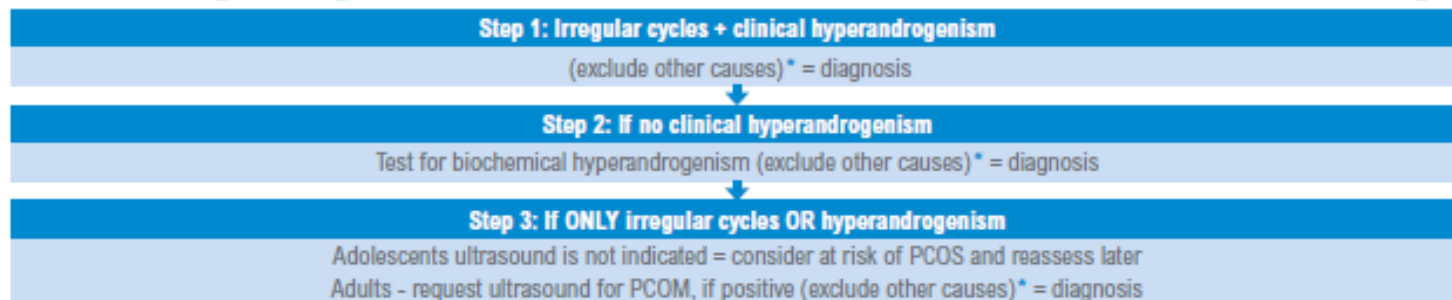 Step 1: Irregular cycles + clinical hyperandrogenism
(exclude other causes)* = diagnosis
Step 2: If no clinical hyperandrogenism
Test for biochemical hyperandrogenism (exclude other causes)* = diagnosis
Step 3: If ONLY irregular cycles OR hyperandrogenism
Adolescents ultrasound is not indicated = consider at risk of PCOS and reassess later
Adults - request ultrasound for PCOM, if positive (exclude other causes)* = diagnosis